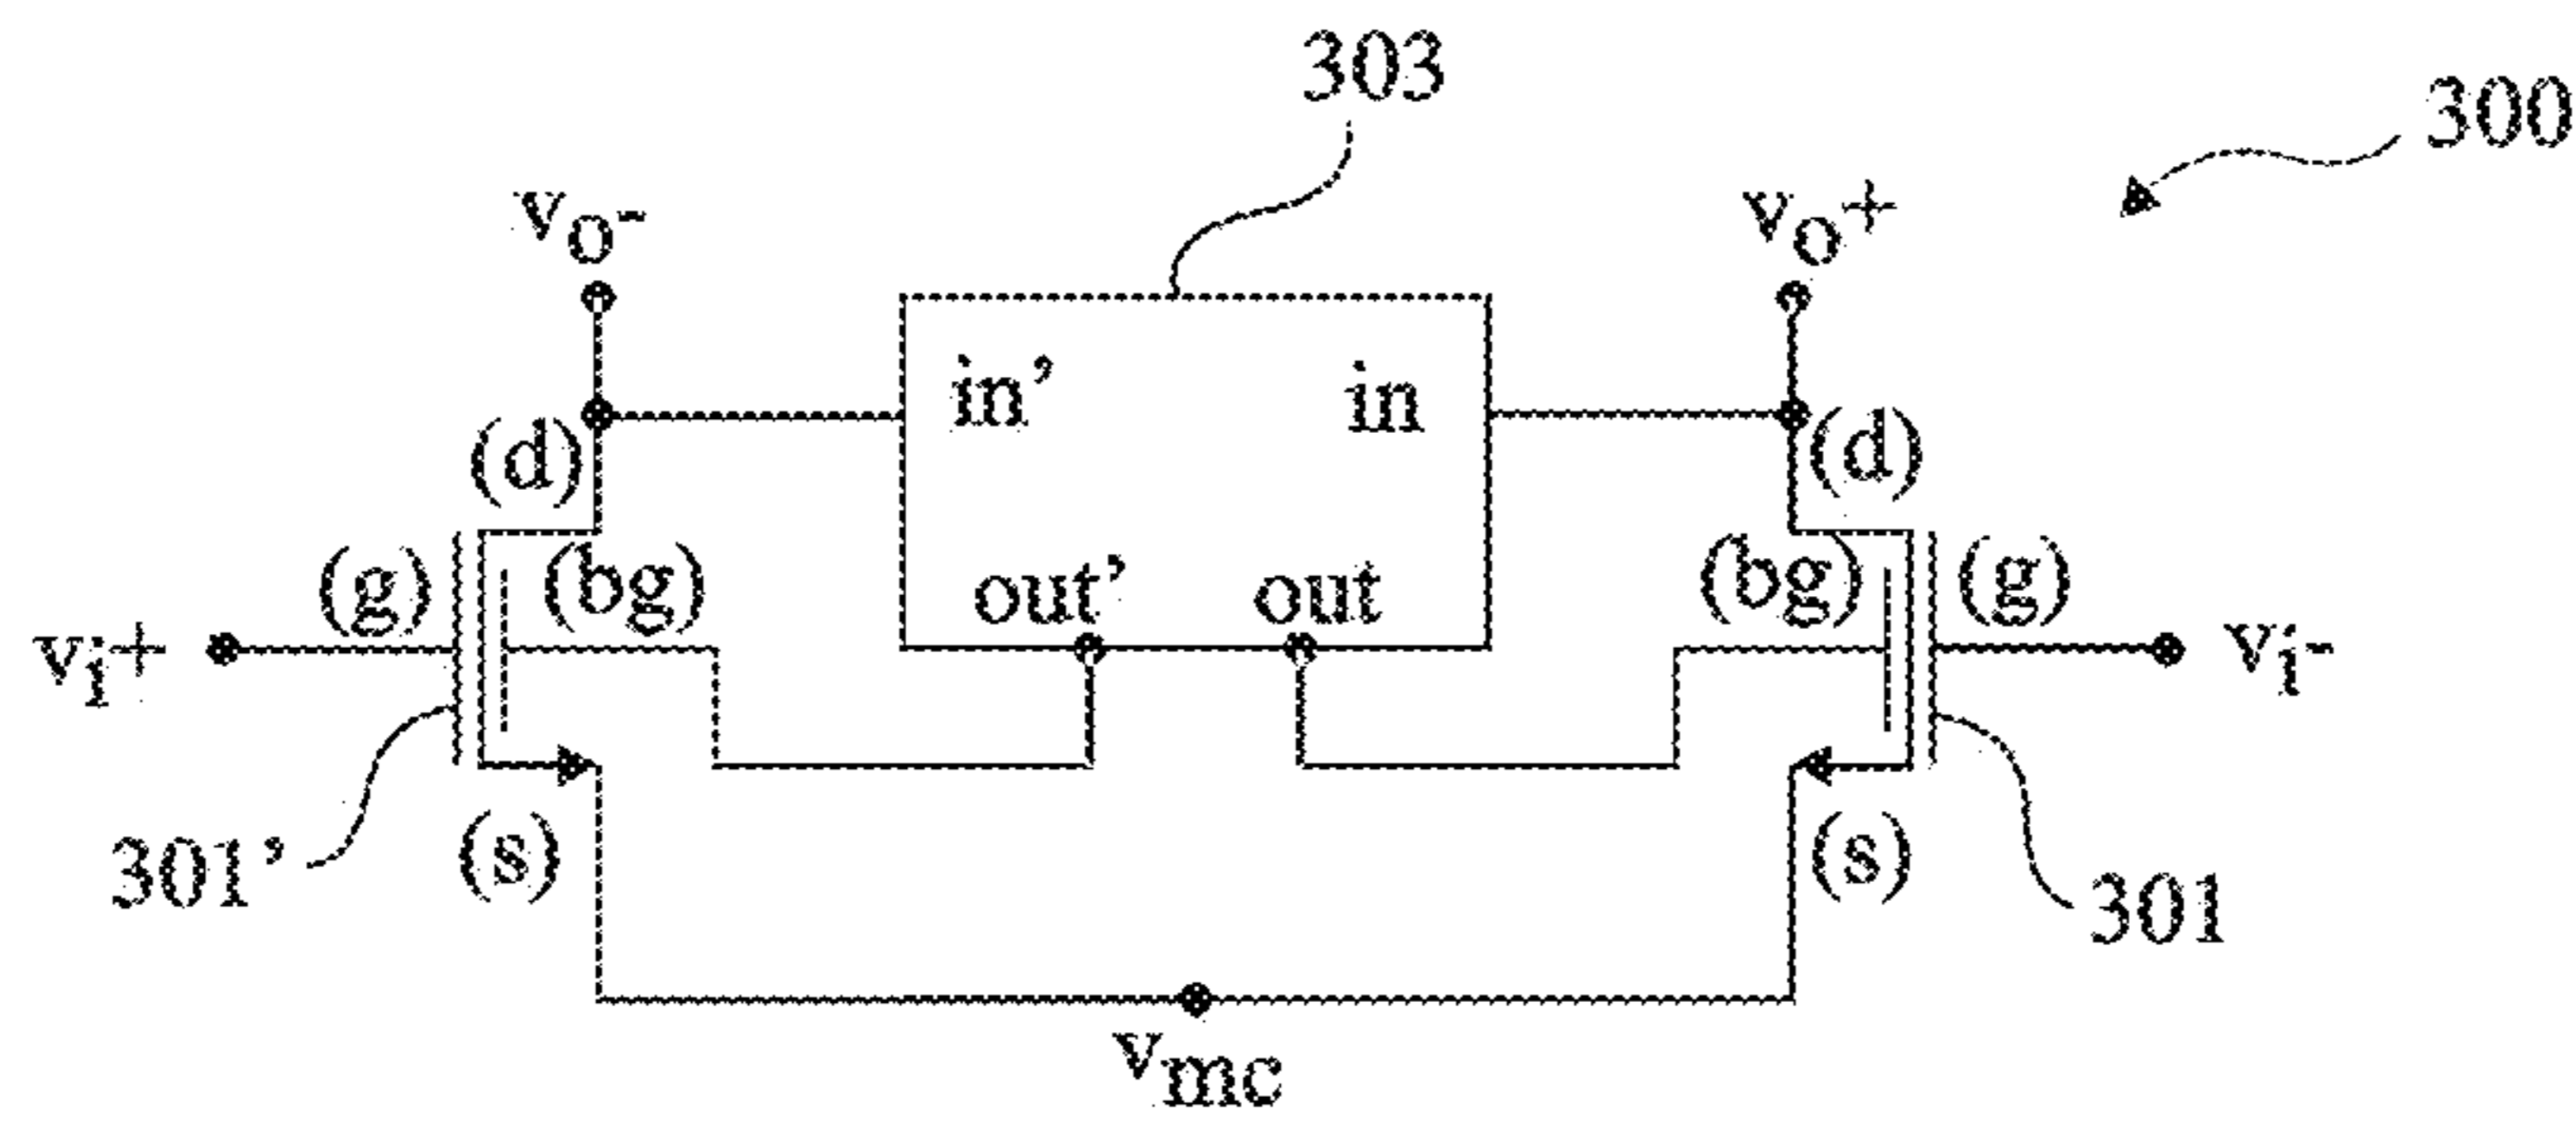 303
300
vo-
vo+
in'
in
(d)
(d)
(g)
(bg)
out'
out
(bg)
(g)
vi+
vi-
301'
(s)
(s)
301
vmc